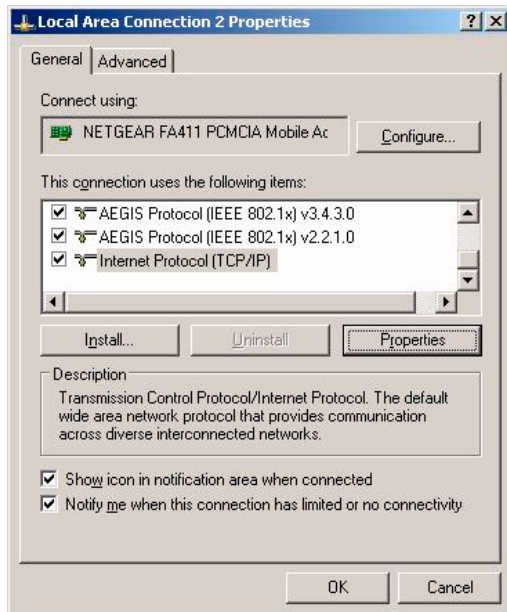 Local Area Connection 2 Properties
General
Advanced
Connect using:
NETGEAR FA411 PCMCIA Mobile Ac
Configure...
This connection uses the following items:
AEGIS Protocol (IEEE 802.1x) v3.4.3.0
AEGIS Protocol (IEEE 802.1x) v2.2.1.0
Internet Protocol (TCP/IP)
Install...
Uninstall
Properties
Description
Transmission Control Protocol/Internet Protocol. The default
wide area network protocol that provides communication
across diverse interconnected networks.
Show icon in notification area when connected
Notify me when this connection has limited or no connectivity
OK
Cancel